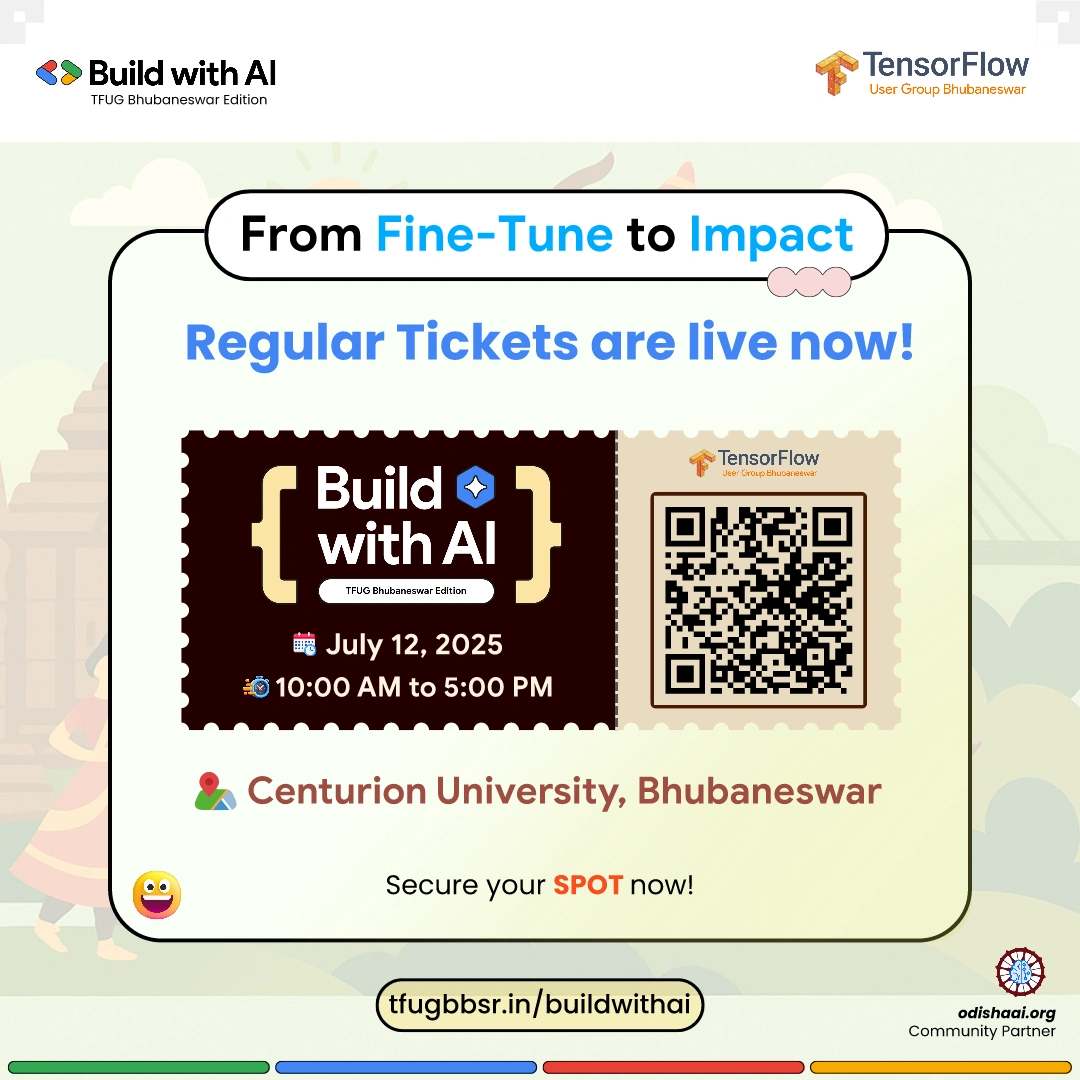 Build with AI
TFUG Bhubaneswar Edition
TensorFlow
User Group Bhubaneswar
From Fine-Tune to Impact
Regular Tickets are live now!
Build
with AI
TFUG Bhubaneswar Edition
July 12, 2025
10:00 AM to 5:00 PM
TensorFlow
User Group Bhubaneswar
Centurion University, Bhubaneswar
Secure your SPOT now!
tfugbbsr.in/buildwithai
odishaai.org
Community Partner